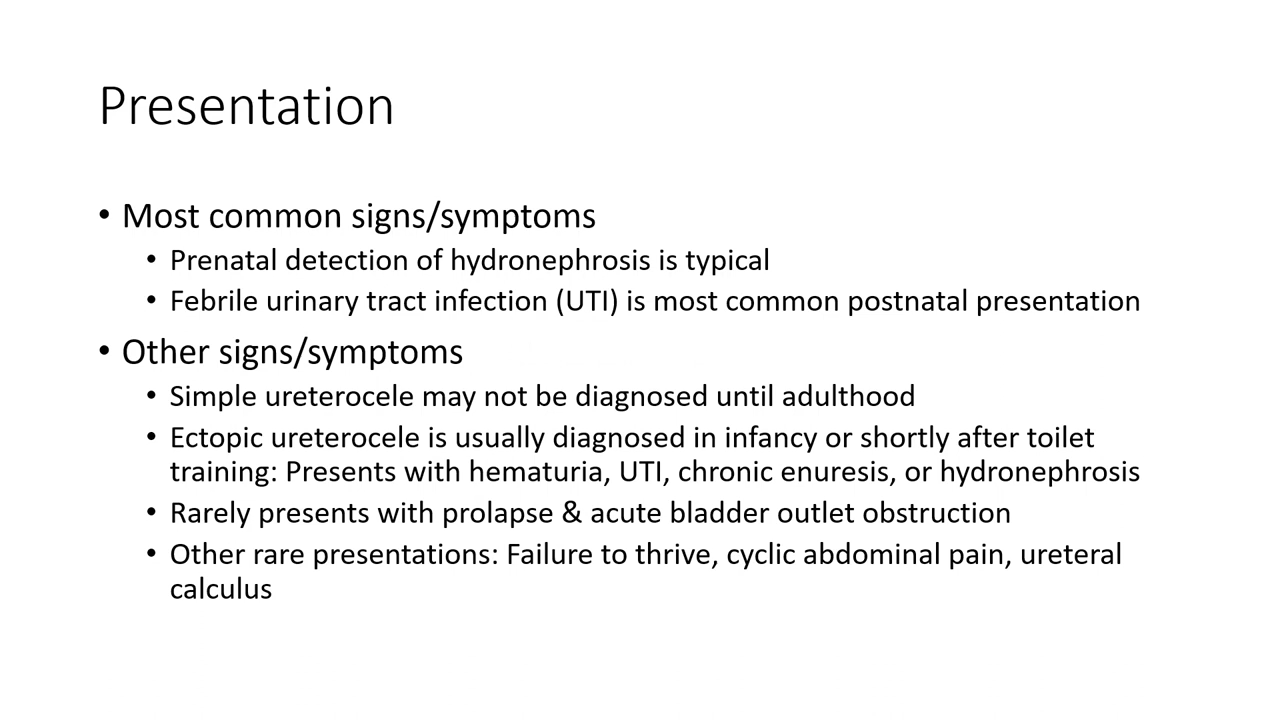 Presentation
• Most common signs/symptoms
• Prenatal detection of hydronephrosis is typical
• Febrile urinary tract infection (UTI) is most common postnatal presentation
• Other signs/symptoms
• Simple ureterocele may not be diagnosed until adulthood
• Ectopic ureterocele is usually diagnosed in infancy or shortly after toilet
training: Presents with hematuria, UTI, chronic enuresis, or hydronephrosis
• Rarely presents with prolapse & acute bladder outlet obstruction
• Other rare presentations: Failure to thrive, cyclic abdominal pain, ureteral
calculus